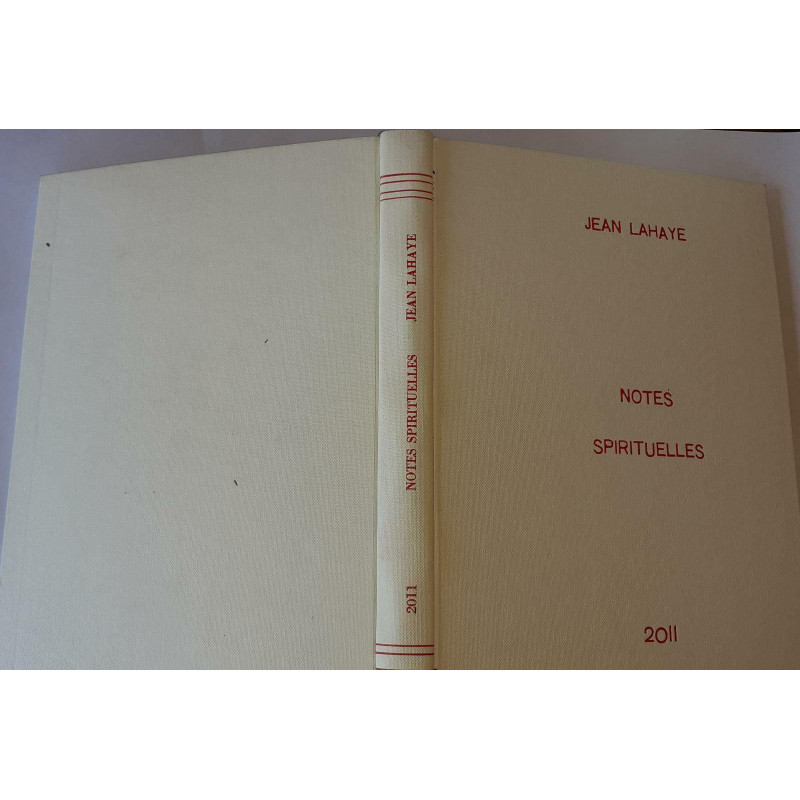 JEAN LAHAYE
NOTES
SPIRITUELLES
2011
2011 NOTES SPIRITUELLES JEAN LAHAYE